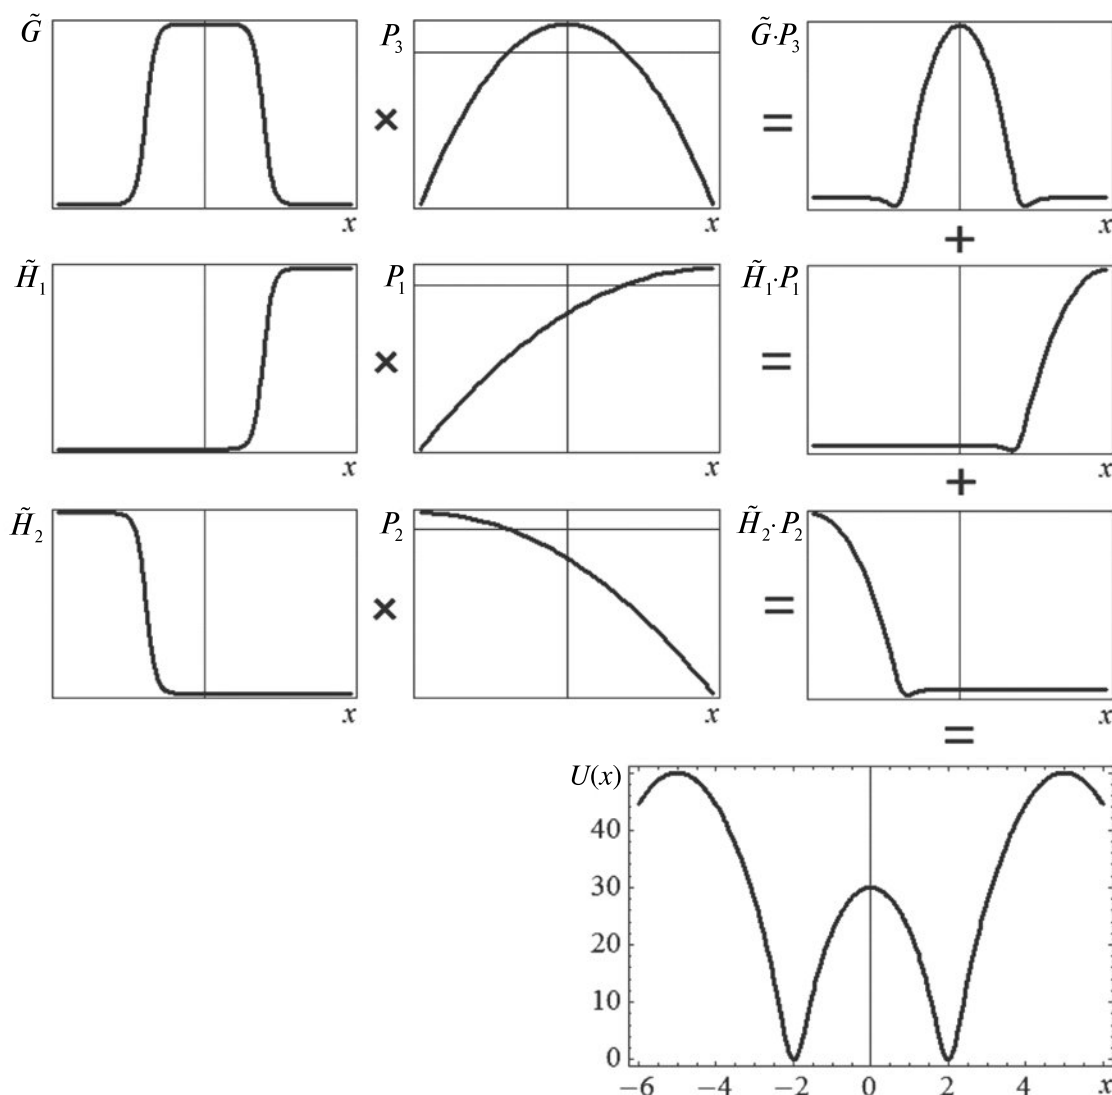 G̃ P₃ G̃·P₃
× =
x x x
+
H̃₁ P₁ H̃₁·P₁
× =
x x x
+
H̃₂ P₂ H̃₂·P₂
× =
x x x
=
U(x)
40
30
20
10
0
−6 −4 −2 0 2 4 x